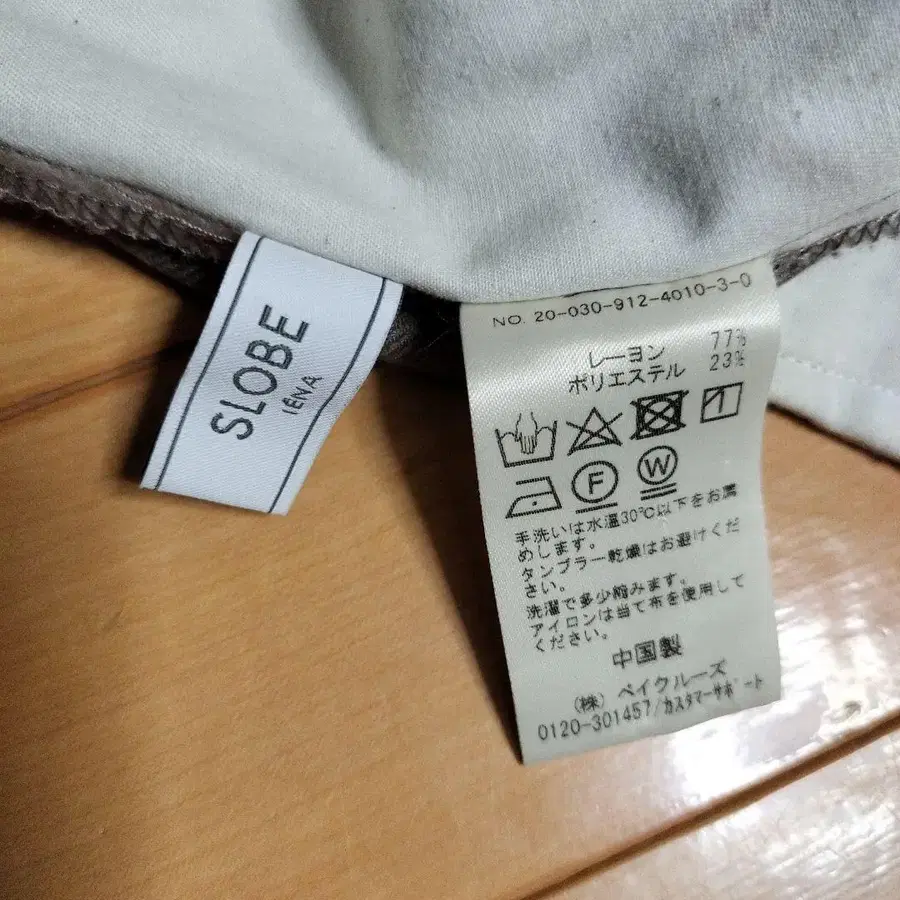 SLOBE
IENA
NO. 20-030-912-4010-3-0
レーヨン 77%
ポリエステル 23%
F
W
手洗いは水温30℃以下をお薦
めします。
タンブラー乾燥はお避けくだ
さい。
洗濯で多少縮みます。
アイロンは当て布を使用して
ください。
中国製
(株) ベイクルーズ
0120-301457/カスタマーサポート